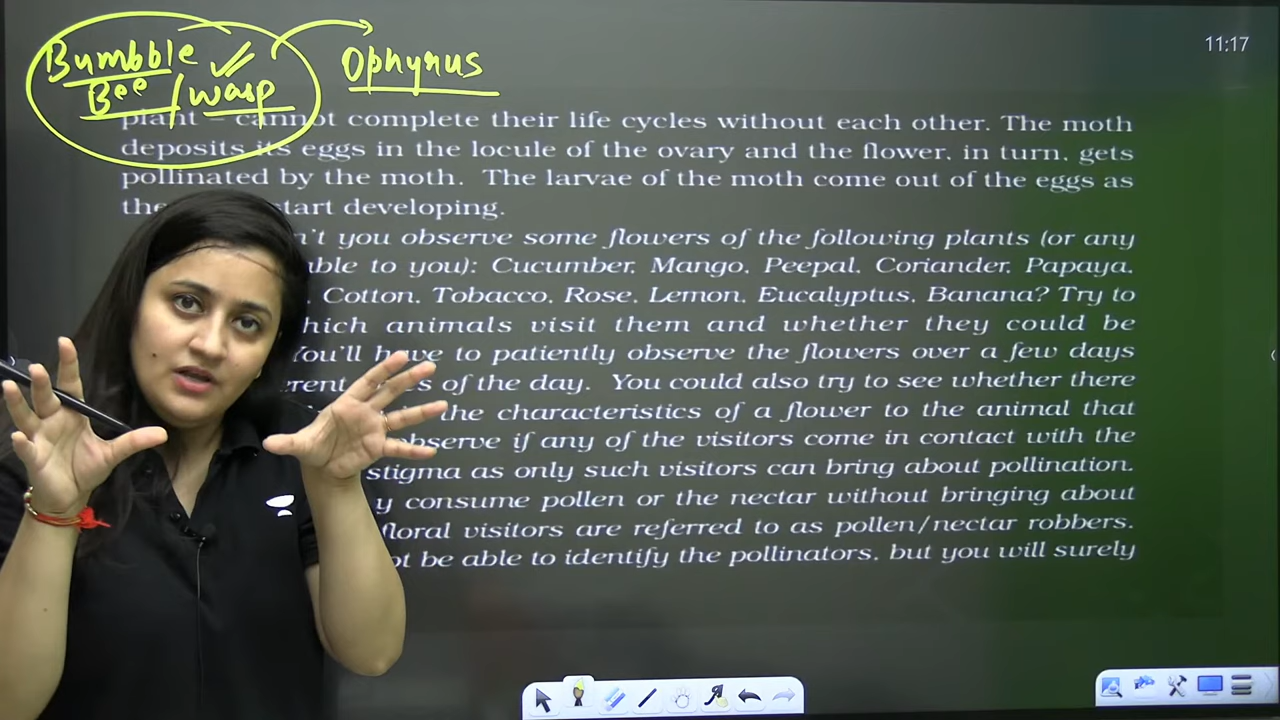 11:17
Bumbble
Bee / wasp
Ophyrus
plant – cannot complete their life cycles without each other. The moth
deposits its eggs in the locule of the ovary and the flower, in turn, gets
pollinated by the moth. The larvae of the moth come out of the eggs as
the start developing.
n't you observe some flowers of the following plants (or any
able to you): Cucumber, Mango, Peepal, Coriander, Papaya,
Cotton, Tobacco, Rose, Lemon, Eucalyptus, Banana? Try to
hich animals visit them and whether they could be
You'll have to patiently observe the flowers over a few days
rent of the day. You could also try to see whether there
the characteristics of a flower to the animal that
observe if any of the visitors come in contact with the
stigma as only such visitors can bring about pollination.
y consume pollen or the nectar without bringing about
floral visitors are referred to as pollen/nectar robbers.
ot be able to identify the pollinators, but you will surely